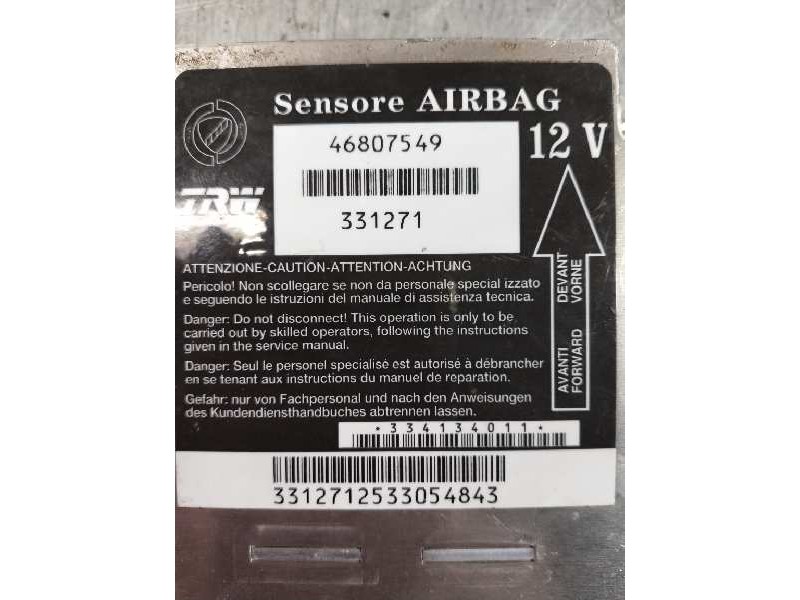 Sensore AIRBAG
46807549
12 V
TRW
331271
AVANTI DEVANT
FORWARD VORNE
ATTENZIONE-CAUTION-ATTENTION-ACHTUNG
Pericolo! Non scollegare se non da personale special izzato
e seguendo le istruzioni del manuale di assistenza tecnica.
Danger: Do not disconnect! This operation is only to be
carried out by skilled operators, following the instructions
given in the service manual.
Danger: Seul le personel specialisé est autorisé à débrancher
en se tenant aux instructions du manuel de reparation.
Gefahr: nur von Fachpersonal und nach den Anweisungen
des Kundendiensthandbuches abtrennen lassen.
*334134011*
3312712533054843